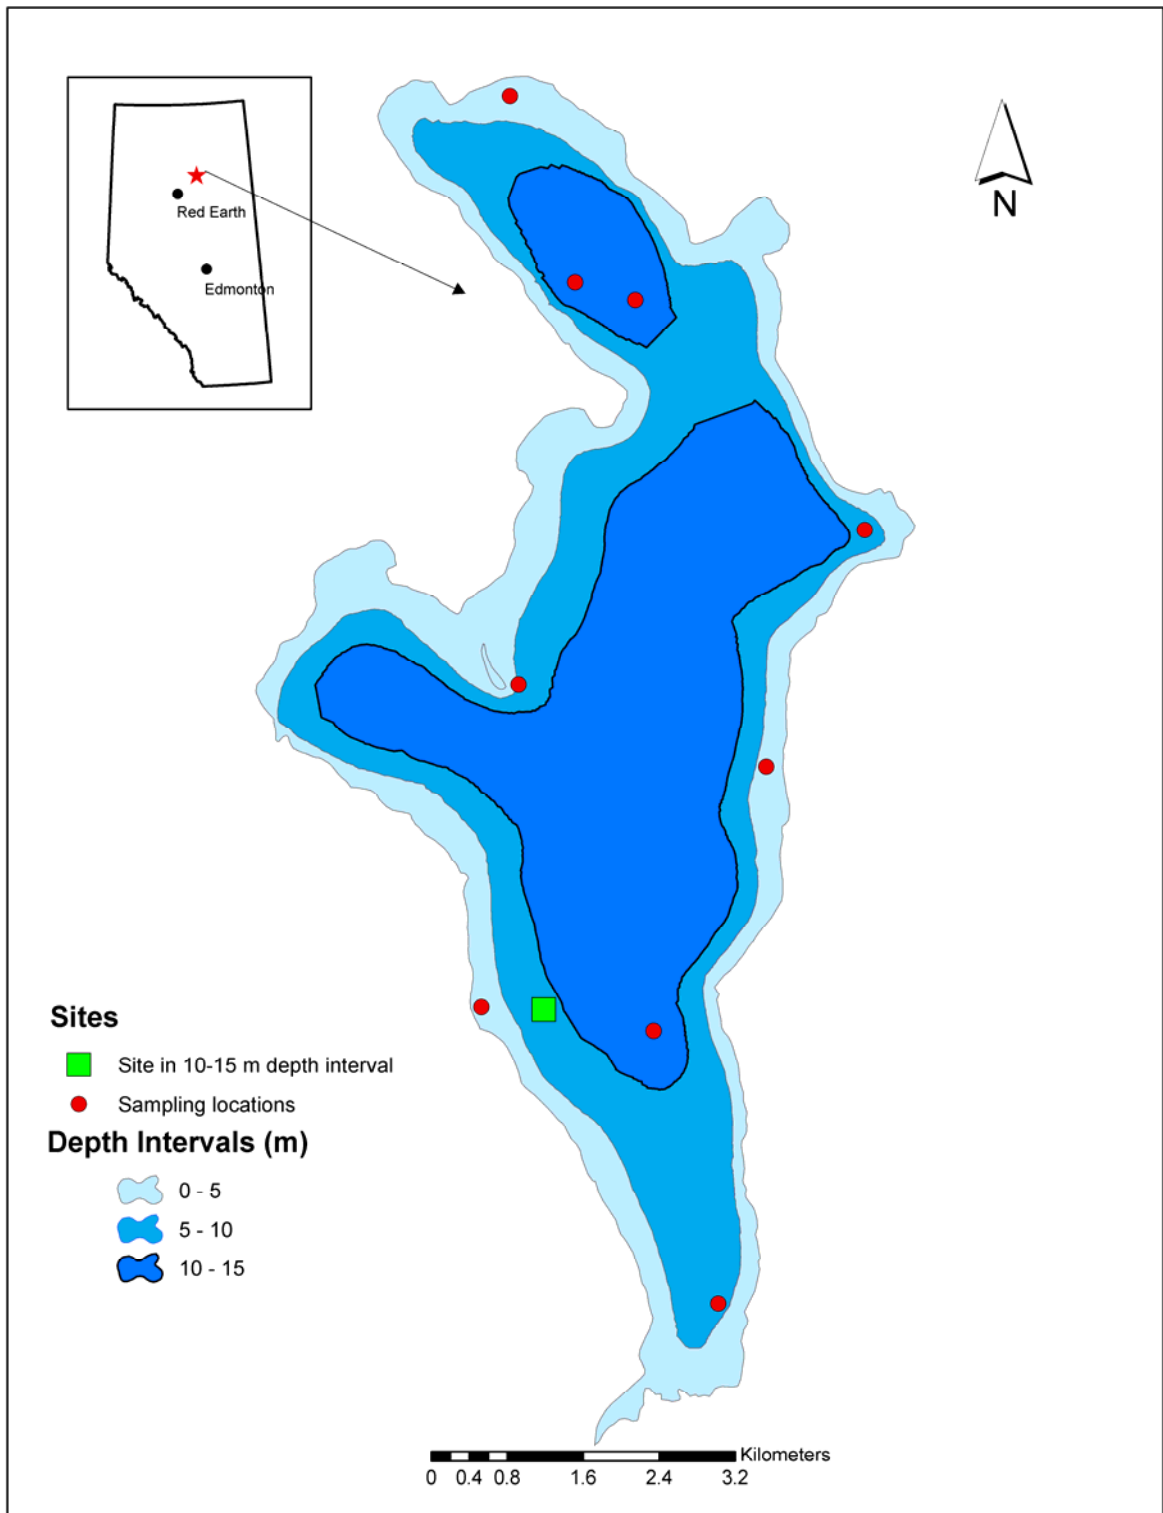 Red Earth
Edmonton
N
Sites
Site in 10-15 m depth interval
Sampling locations
Depth Intervals (m)
0 - 5
5 - 10
10 - 15
Kilometers
0 0.4 0.8 1.6 2.4 3.2